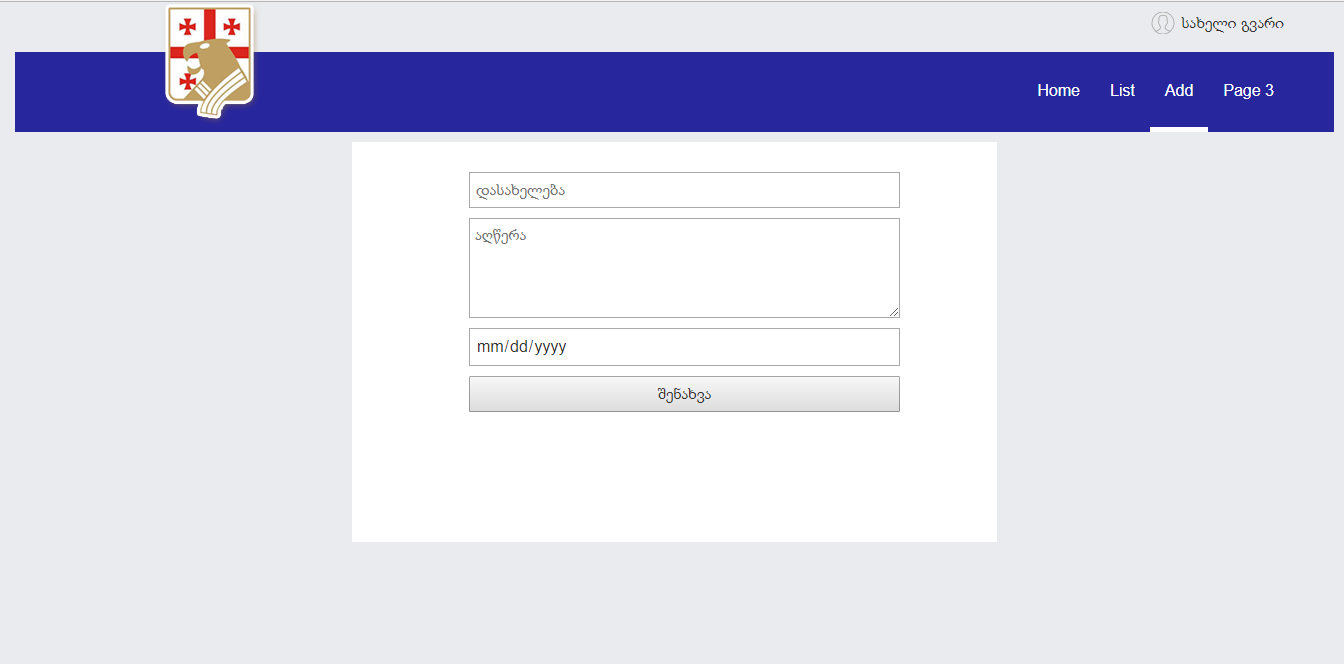 სახელი გვარი
Home List Add Page 3
დასახელება
აღწერა
mm/dd/yyyy
შენახვა